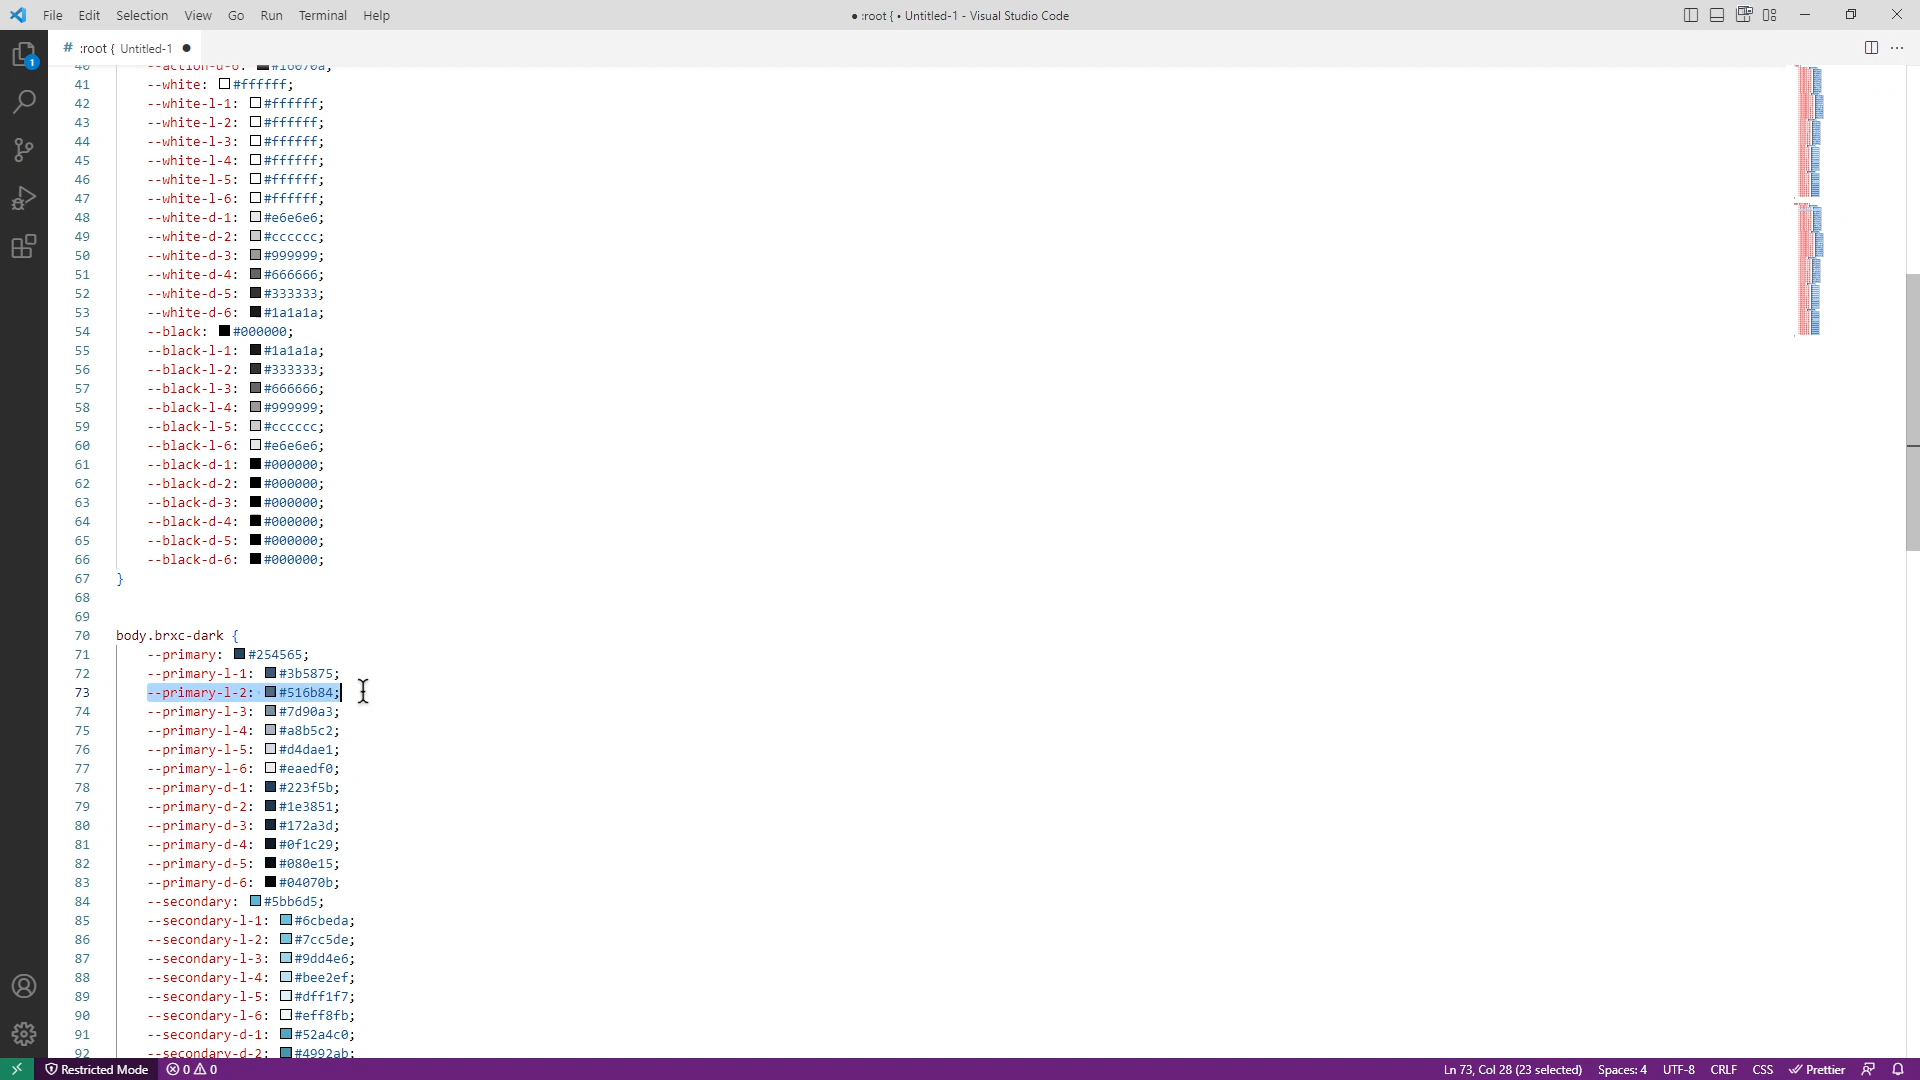 File Edit Selection View Go Run Terminal Help
● :root { • Untitled-1 - Visual Studio Code
# :root { Untitled-1 ●
1
40 --action-d-6: #16070a;
41 --white: #ffffff;
42 --white-l-1: #ffffff;
43 --white-l-2: #ffffff;
44 --white-l-3: #ffffff;
45 --white-l-4: #ffffff;
46 --white-l-5: #ffffff;
47 --white-l-6: #ffffff;
48 --white-d-1: #e6e6e6;
49 --white-d-2: #cccccc;
50 --white-d-3: #999999;
51 --white-d-4: #666666;
52 --white-d-5: #333333;
53 --white-d-6: #1a1a1a;
54 --black: #000000;
55 --black-l-1: #1a1a1a;
56 --black-l-2: #333333;
57 --black-l-3: #666666;
58 --black-l-4: #999999;
59 --black-l-5: #cccccc;
60 --black-l-6: #e6e6e6;
61 --black-d-1: #000000;
62 --black-d-2: #000000;
63 --black-d-3: #000000;
64 --black-d-4: #000000;
65 --black-d-5: #000000;
66 --black-d-6: #000000;
67 }
68
69
70 body.brxc-dark {
71 --primary: #254565;
72 --primary-l-1: #3b5875;
73 --primary-l-2: #516b84;
74 --primary-l-3: #7d90a3;
75 --primary-l-4: #a8b5c2;
76 --primary-l-5: #d4dae1;
77 --primary-l-6: #eaedf0;
78 --primary-d-1: #223f5b;
79 --primary-d-2: #1e3851;
80 --primary-d-3: #172a3d;
81 --primary-d-4: #0f1c29;
82 --primary-d-5: #080e15;
83 --primary-d-6: #04070b;
84 --secondary: #5bb6d5;
85 --secondary-l-1: #6cbeda;
86 --secondary-l-2: #7cc5de;
87 --secondary-l-3: #9dd4e6;
88 --secondary-l-4: #bee2ef;
89 --secondary-l-5: #dff1f7;
90 --secondary-l-6: #eff8fb;
91 --secondary-d-1: #52a4c0;
92 --secondary-d-2: #4992ab;
Restricted Mode 0 0 Ln 73, Col 28 (23 selected) Spaces: 4 UTF-8 CRLF CSS Prettier